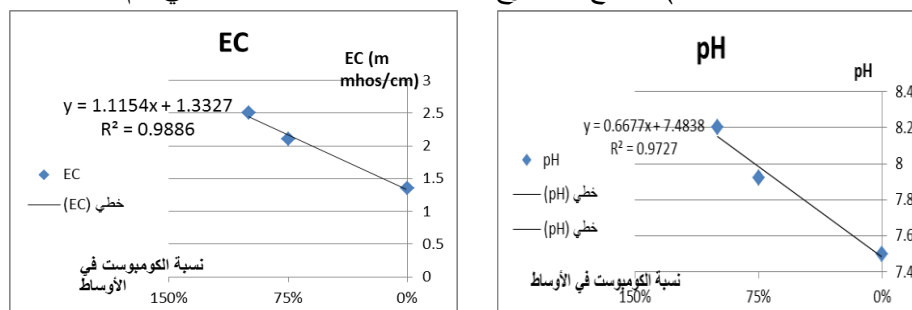 EC
EC (m
mhos/cm)
y = 1.1154x + 1.3327
R² = 0.9886
EC
خطي (EC)
3
2.5
2
1.5
1
0.5
0
نسبة الكومبوست في
الأوساط
150% 75% 0%
pH
pH
y = 0.6677x + 7.4838
R² = 0.9727
pH
خطي (pH)
خطي (pH)
8.4
8.2
8
7.8
7.6
7.4
نسبة الكومبوست في الأوساط
150% 75% 0%